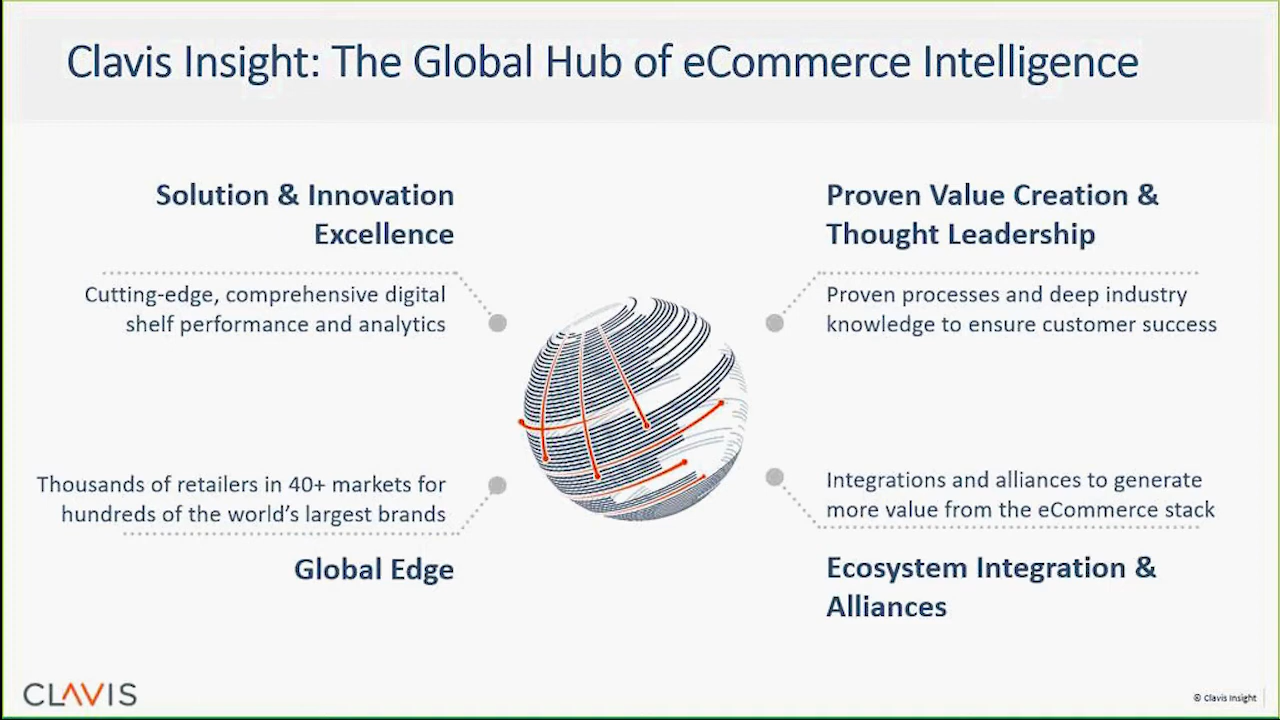 Clavis Insight: The Global Hub of eCommerce Intelligence
Solution & Innovation
Excellence
Cutting-edge, comprehensive digital
shelf performance and analytics
Proven Value Creation &
Thought Leadership
Proven processes and deep industry
knowledge to ensure customer success
Thousands of retailers in 40+ markets for
hundreds of the world’s largest brands
Global Edge
Integrations and alliances to generate
more value from the eCommerce stack
Ecosystem Integration &
Alliances
CLAVIS
© Clavis Insight